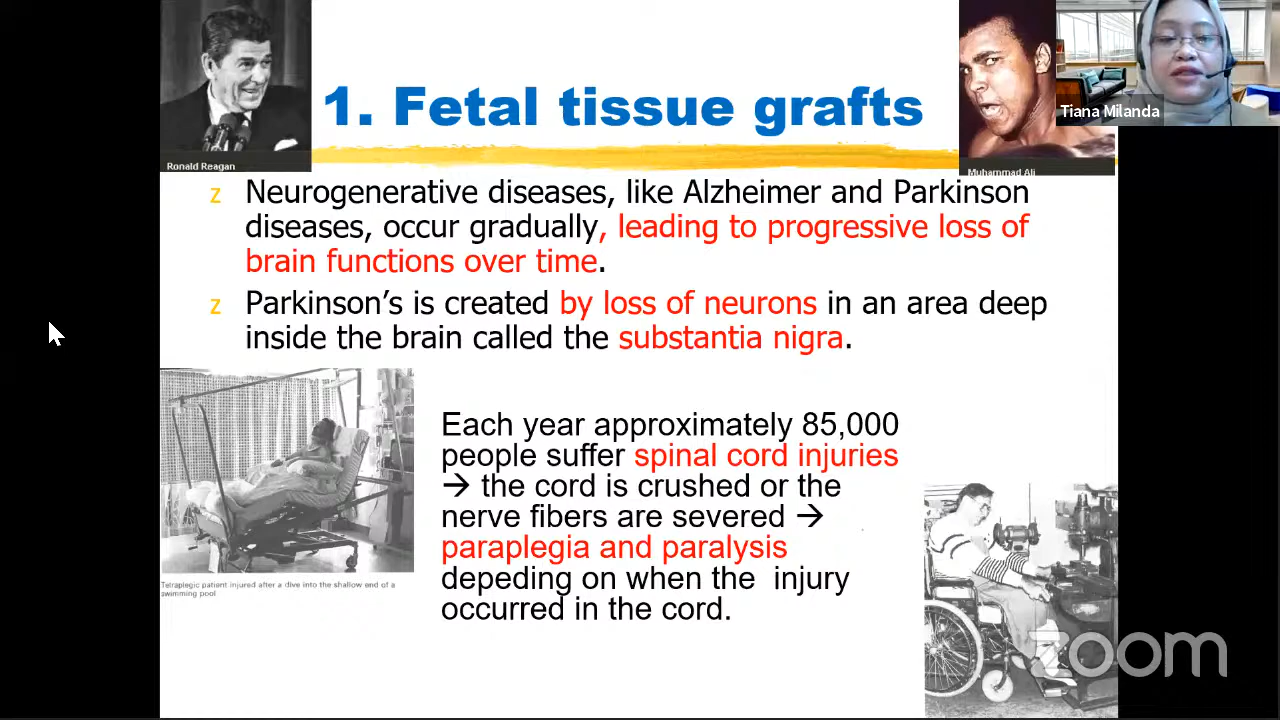 1. Fetal tissue grafts
Tiana Milanda
Ronald Reagan
Muhammad Ali
z Neurogenerative diseases, like Alzheimer and Parkinson
diseases, occur gradually, leading to progressive loss of
brain functions over time.
z Parkinson’s is created by loss of neurons in an area deep
inside the brain called the substantia nigra.
Each year approximately 85,000
people suffer spinal cord injuries
→ the cord is crushed or the
nerve fibers are severed →
paraplegia and paralysis
depeding on when the injury
occurred in the cord.
Tetraplegic patient injured after a dive into the shallow end of a
swimming pool
zoom